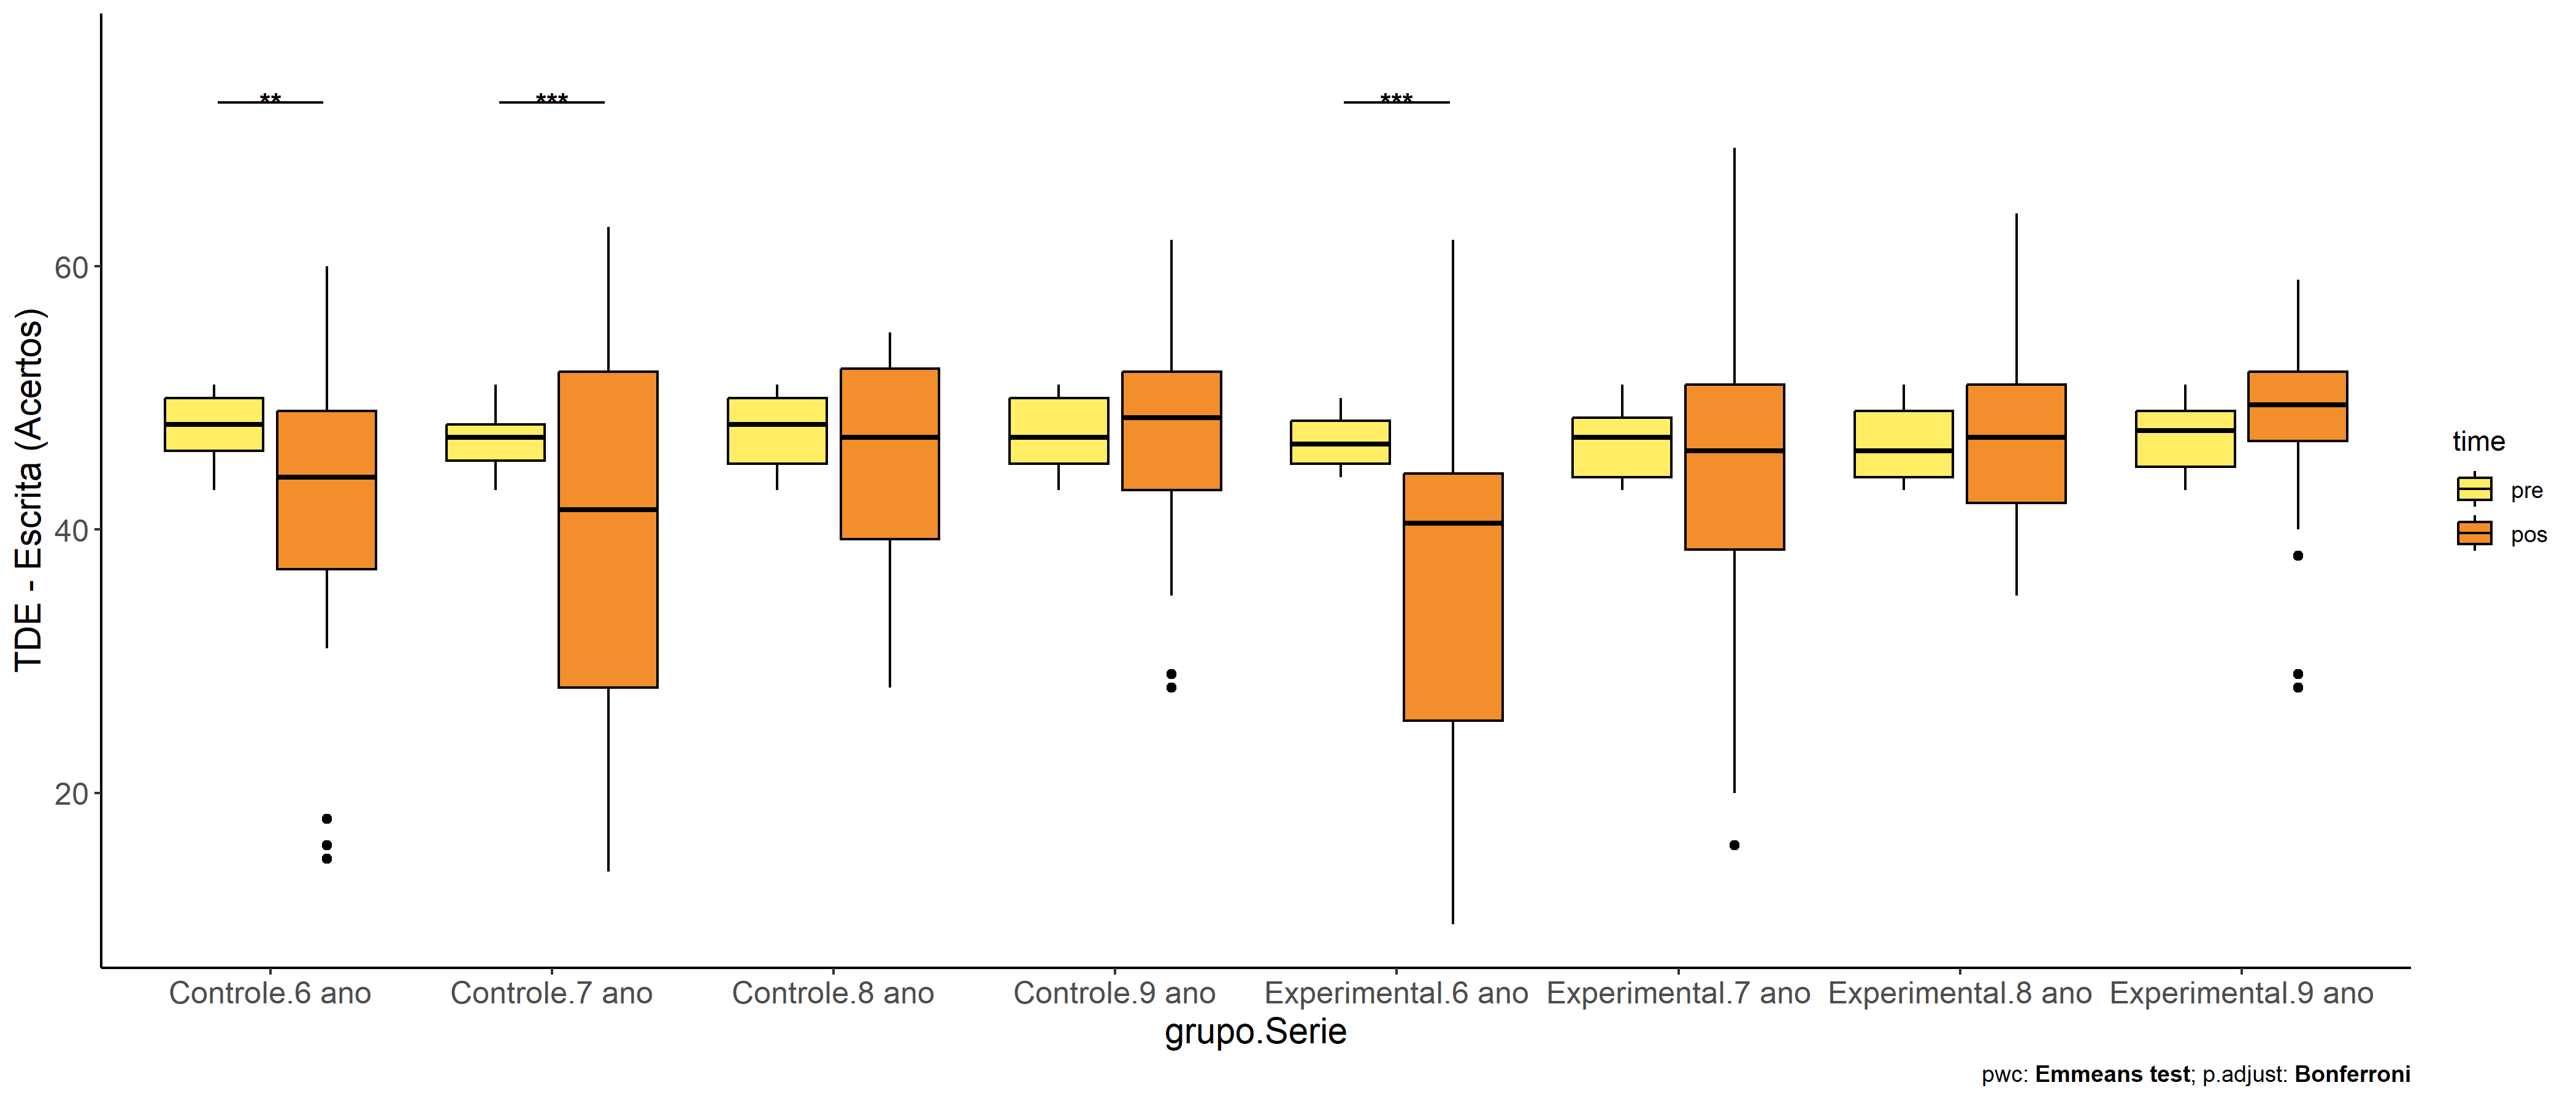 ** *** ***
TDE - Escrita (Acertos)
60
40
20
time
pre
pos
Controle.6 ano Controle.7 ano Controle.8 ano Controle.9 ano Experimental.6 ano Experimental.7 ano Experimental.8 ano Experimental.9 ano
grupo.Serie
pwc: Emmeans test; p.adjust: Bonferroni